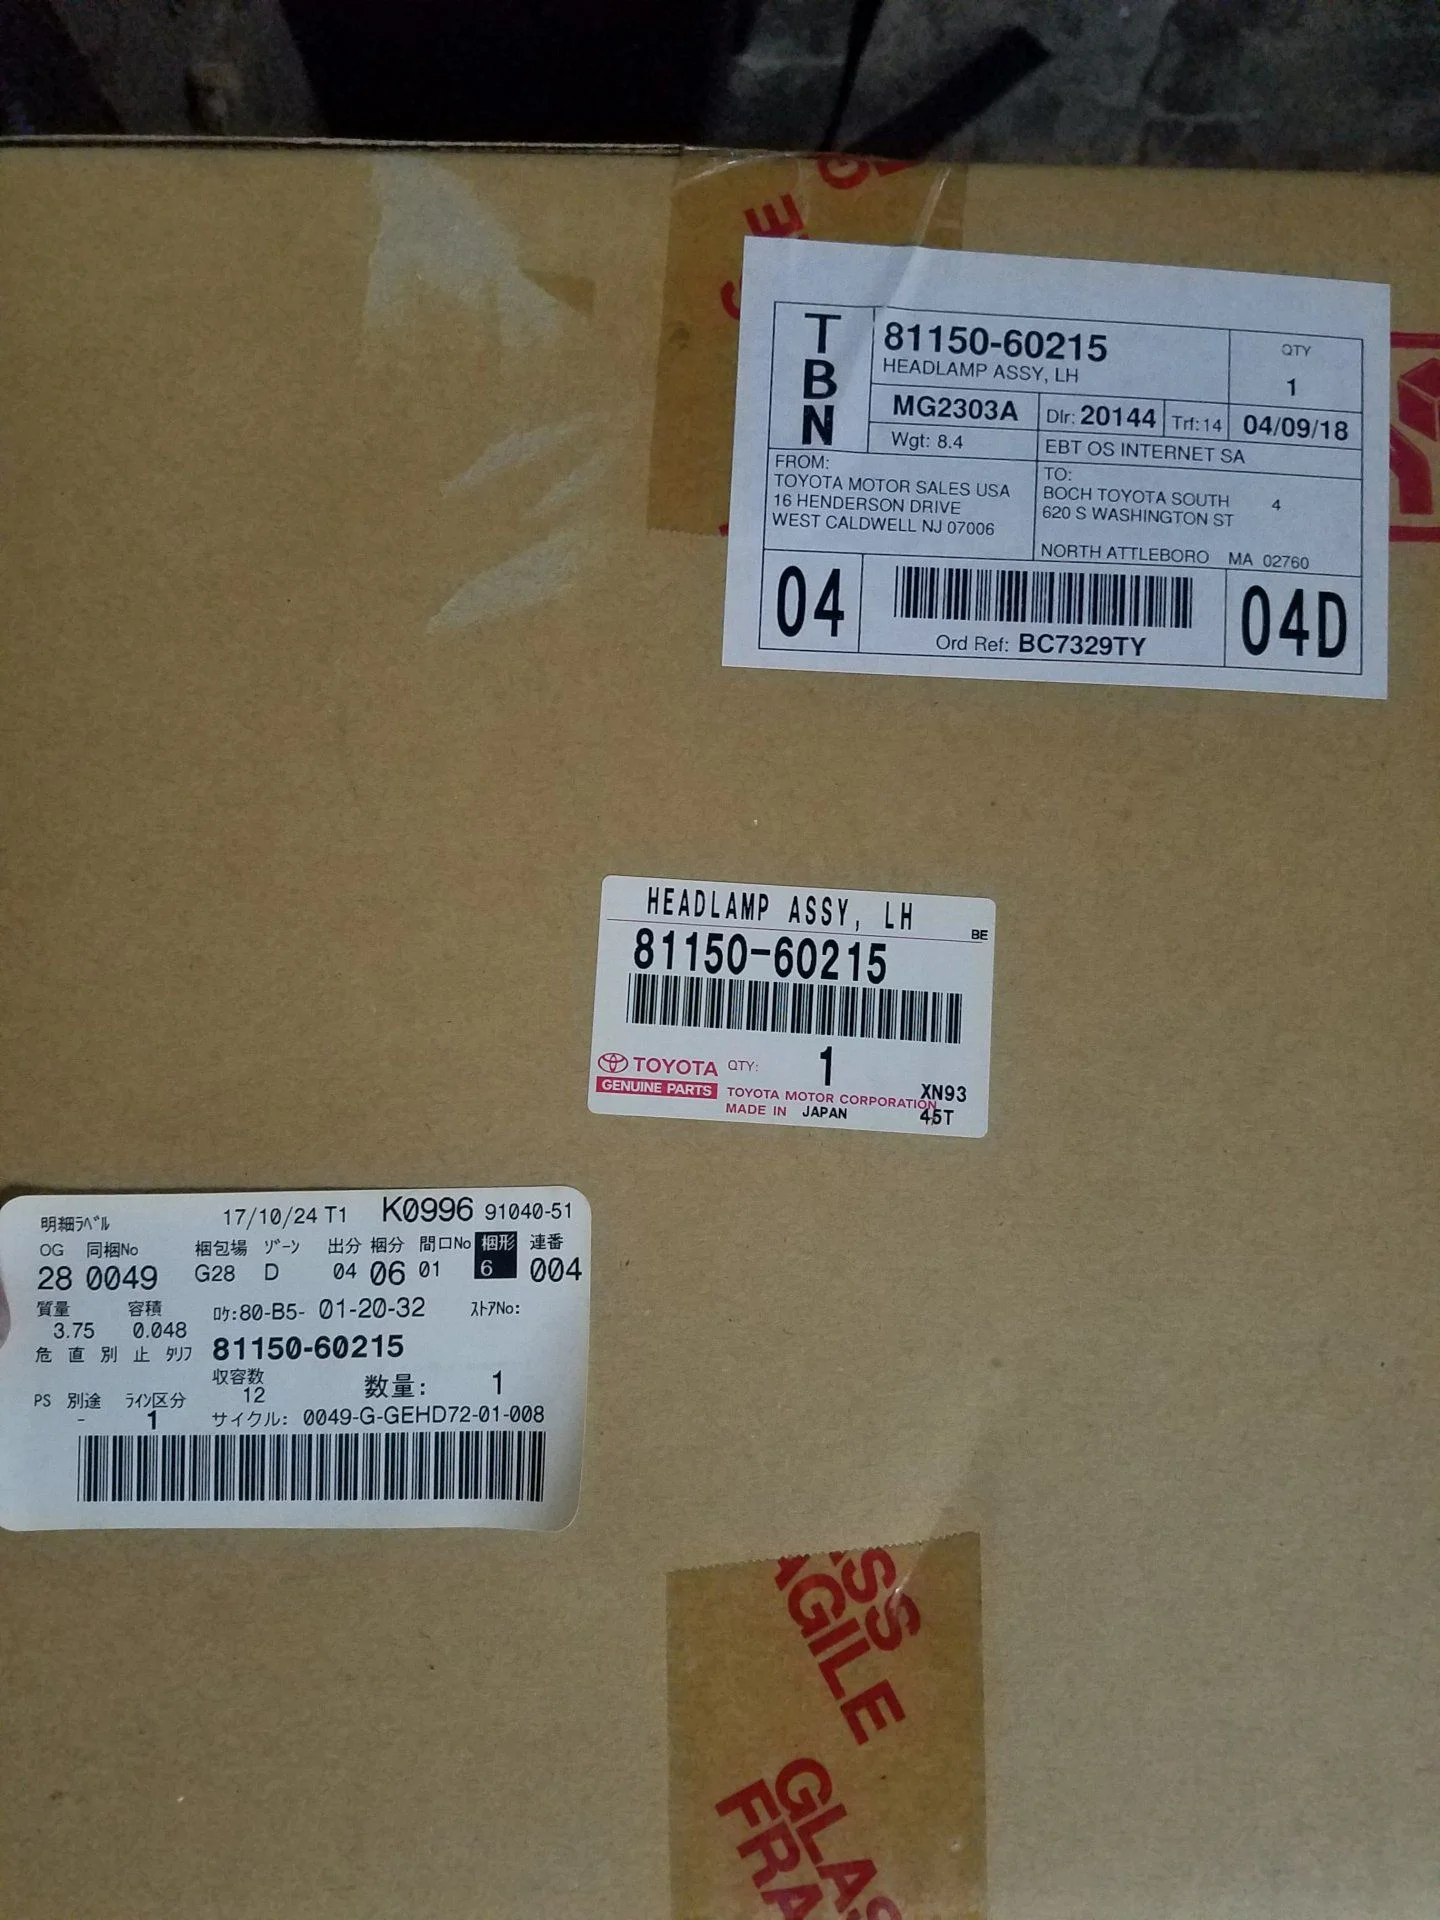 T
B
N
81150-60215
HEADLAMP ASSY, LH
QTY
1
MG2303A
Dlr: 20144
Trf: 14
04/09/18
Wgt: 8.4
EBT OS INTERNET SA
FROM:
TOYOTA MOTOR SALES USA
16 HENDERSON DRIVE
WEST CALDWELL NJ 07006
TO:
BOCH TOYOTA SOUTH 4
620 S WASHINGTON ST
NORTH ATTLEBORO MA 02760
04
Ord Ref: BC7329TY
04D
HEADLAMP ASSY, LH
BE
81150-60215
TOYOTA
GENUINE PARTS
QTY: 1
TOYOTA MOTOR CORPORATION
MADE IN JAPAN
XN93
45T
明細ラベル 17/10/24 T1 K0996 91040-51
OG 同梱No 梱包場 ゾーン 出分 梱分 間口No 梱形 連番
28 0049 G28 D 04 06 01 6 004
質量 容積 ロケ:80-B5- 01-20-32 ストアNo:
3.75 0.048
危 直 別 止 タリフ 81150-60215
収容数 数量: 1
PS 別途 ライン区分 12
- 1 サイクル: 0049-G-GEHD72-01-008
GLASS
FRAGILE